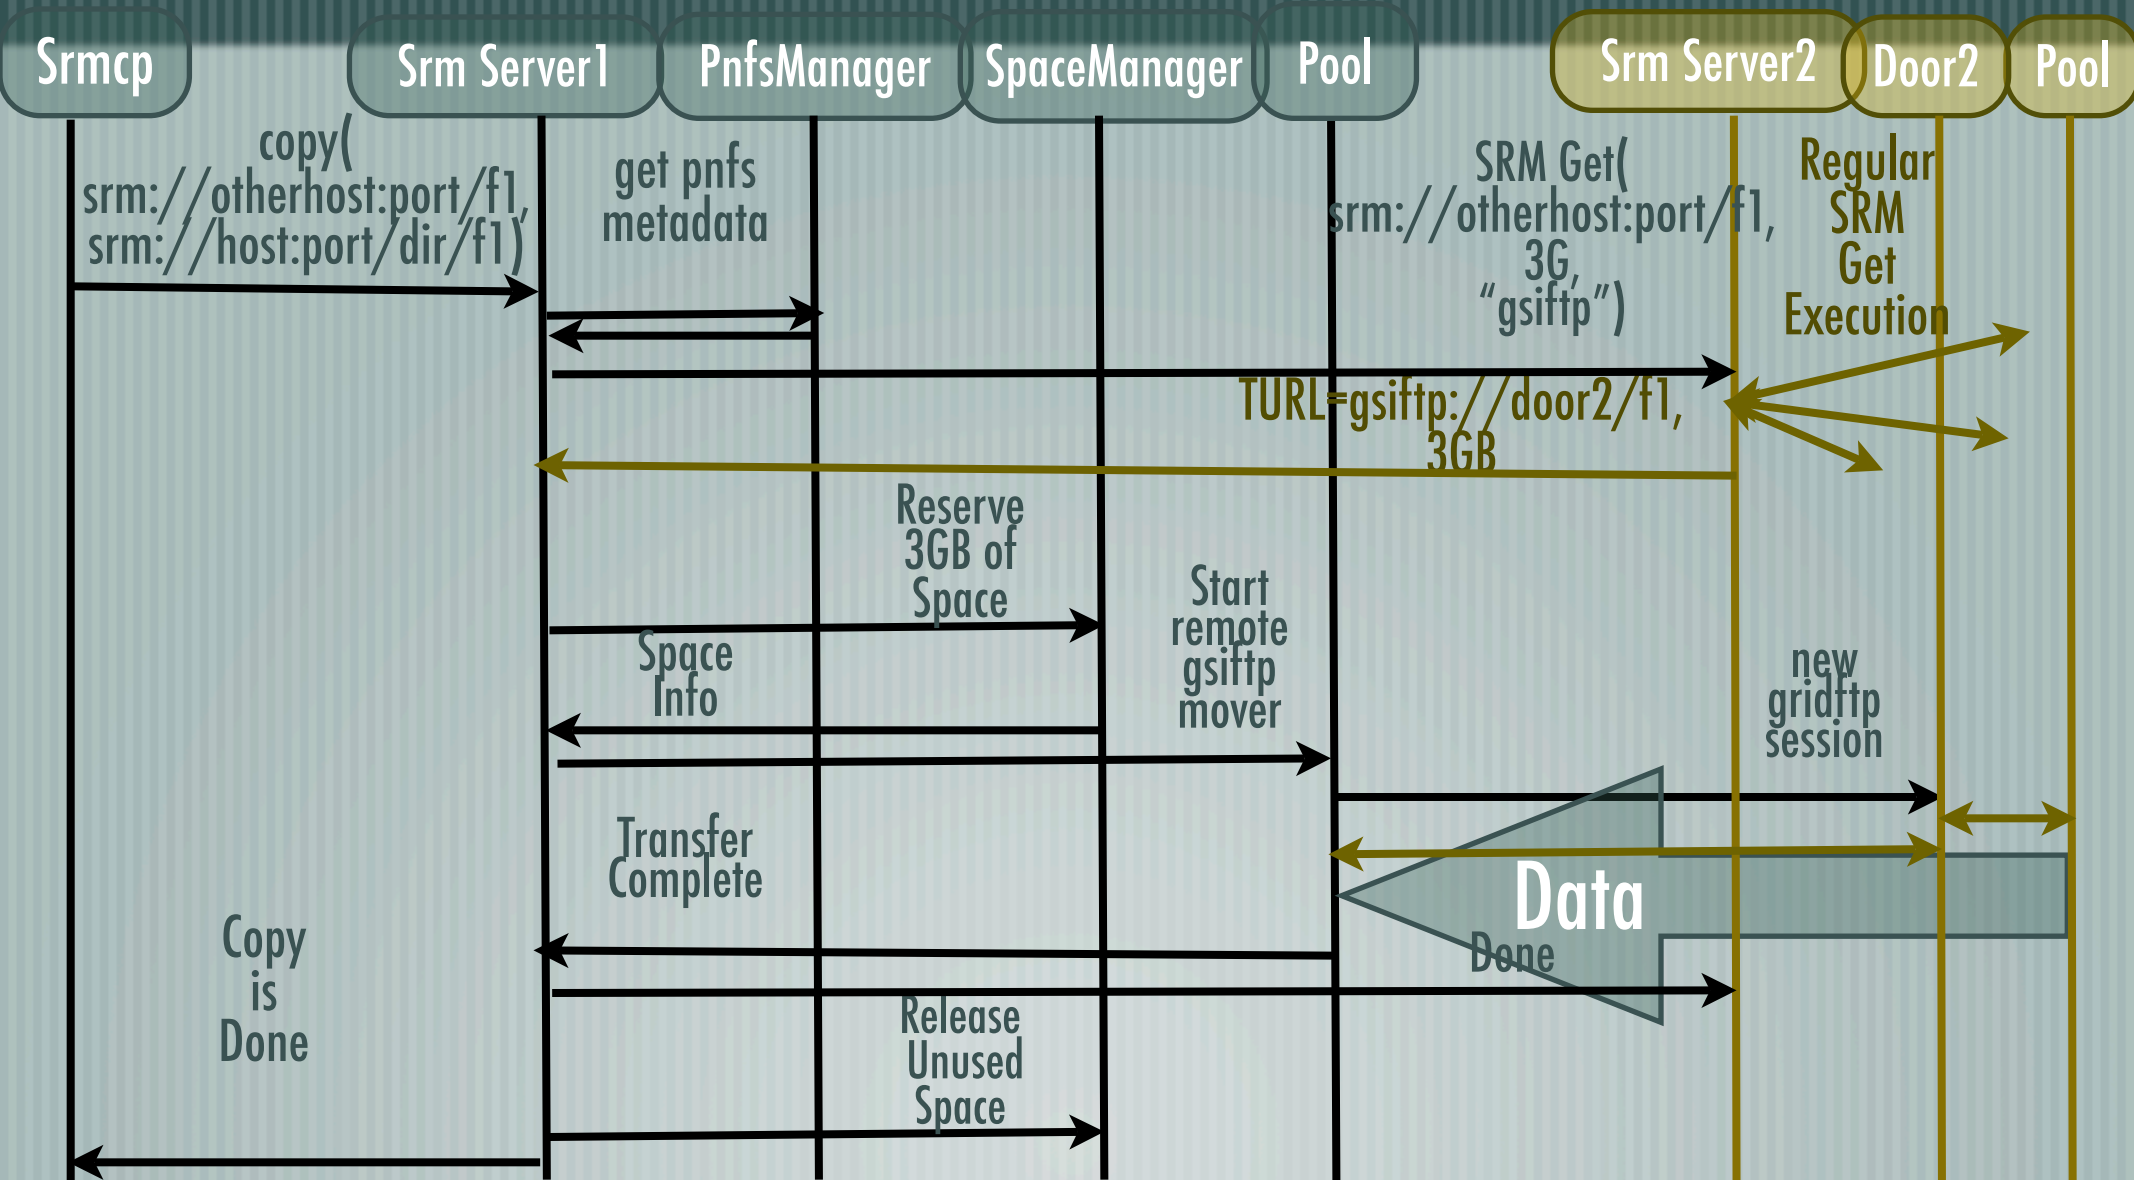 Srmcp
Srm Server1
PnfsManager
SpaceManager
Pool
Srm Server2
Door2
Pool
copy(
srm://otherhost:port/f1,
srm://host:port/dir/f1)
get pnfs
metadata
SRM Get(
srm://otherhost:port/f1,
3G,
“gsiftp”)
Regular
SRM
Get
Execution
TURL=gsiftp://door2/f1,
3GB
Reserve
3GB of
Space
Space
Info
Start
remote
gsiftp
mover
new
gridftp
session
Transfer
Complete
Data
Done
Copy
is
Done
Release
Unused
Space